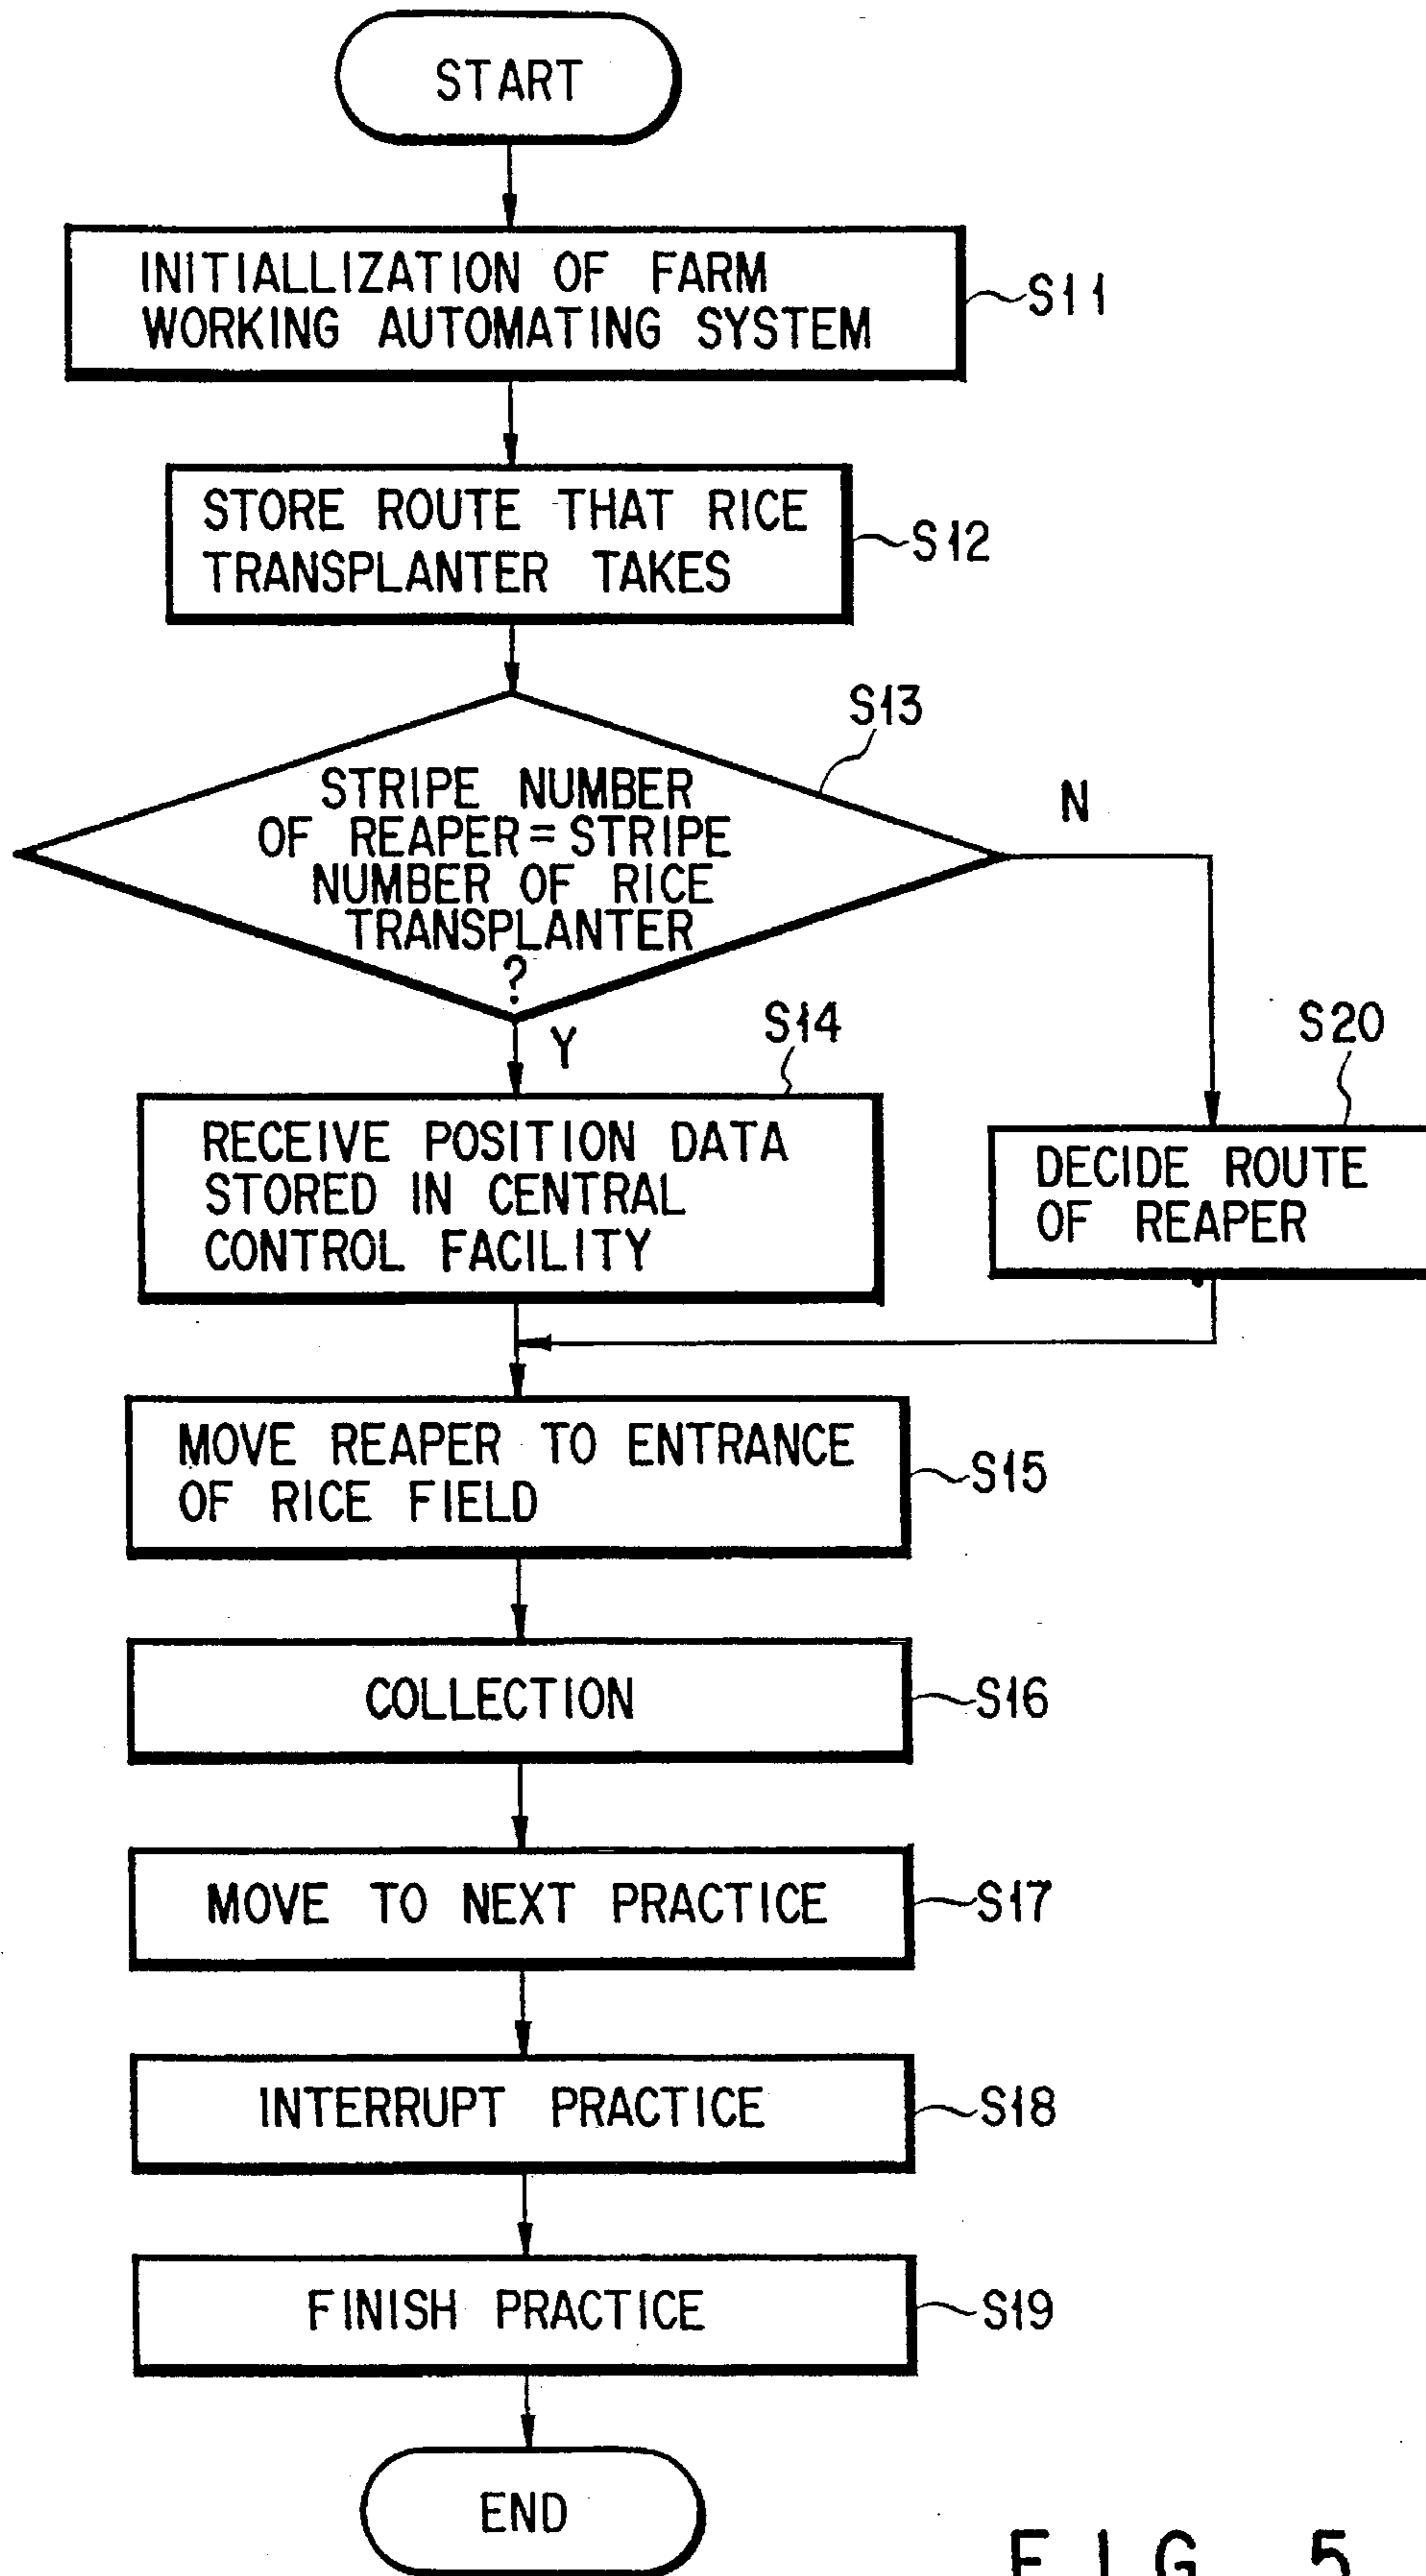 START
INITIALLIZATION OF FARM
WORKING AUTOMATING SYSTEM
S11
STORE ROUTE THAT RICE
TRANSPLANTER TAKES
S12
S13
STRIPE NUMBER
OF REAPER = STRIPE
NUMBER OF RICE
TRANSPLANTER
?
N
Y
S14
RECEIVE POSITION DATA
STORED IN CENTRAL
CONTROL FACILITY
S20
DECIDE ROUTE
OF REAPER
MOVE REAPER TO ENTRANCE
OF RICE FIELD
S15
COLLECTION
S16
MOVE TO NEXT PRACTICE
S17
INTERRUPT PRACTICE
S18
FINISH PRACTICE
S19
END
FIG. 5